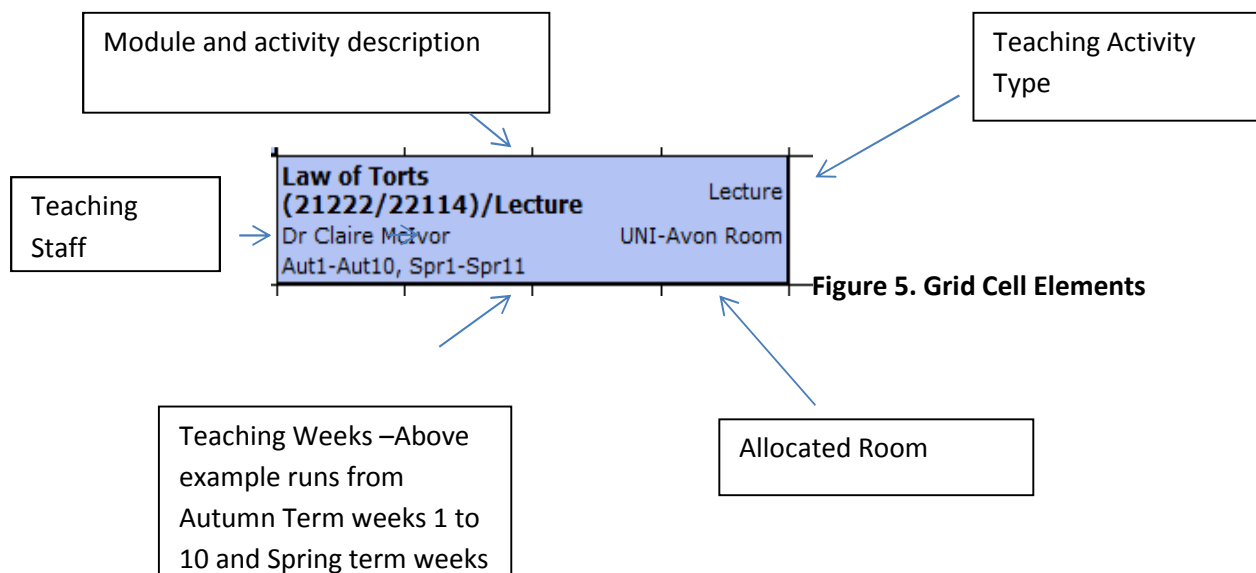 Module and activity description
Teaching Activity
Type
Law of Torts
(21222/22114)/Lecture
Lecture
Teaching
Staff
Dr Claire McIvor
UNI-Avon Room
Aut1-Aut10, Spr1-Spr11
Figure 5. Grid Cell Elements
Teaching Weeks –Above
example runs from
Autumn Term weeks 1 to
10 and Spring term weeks
Allocated Room